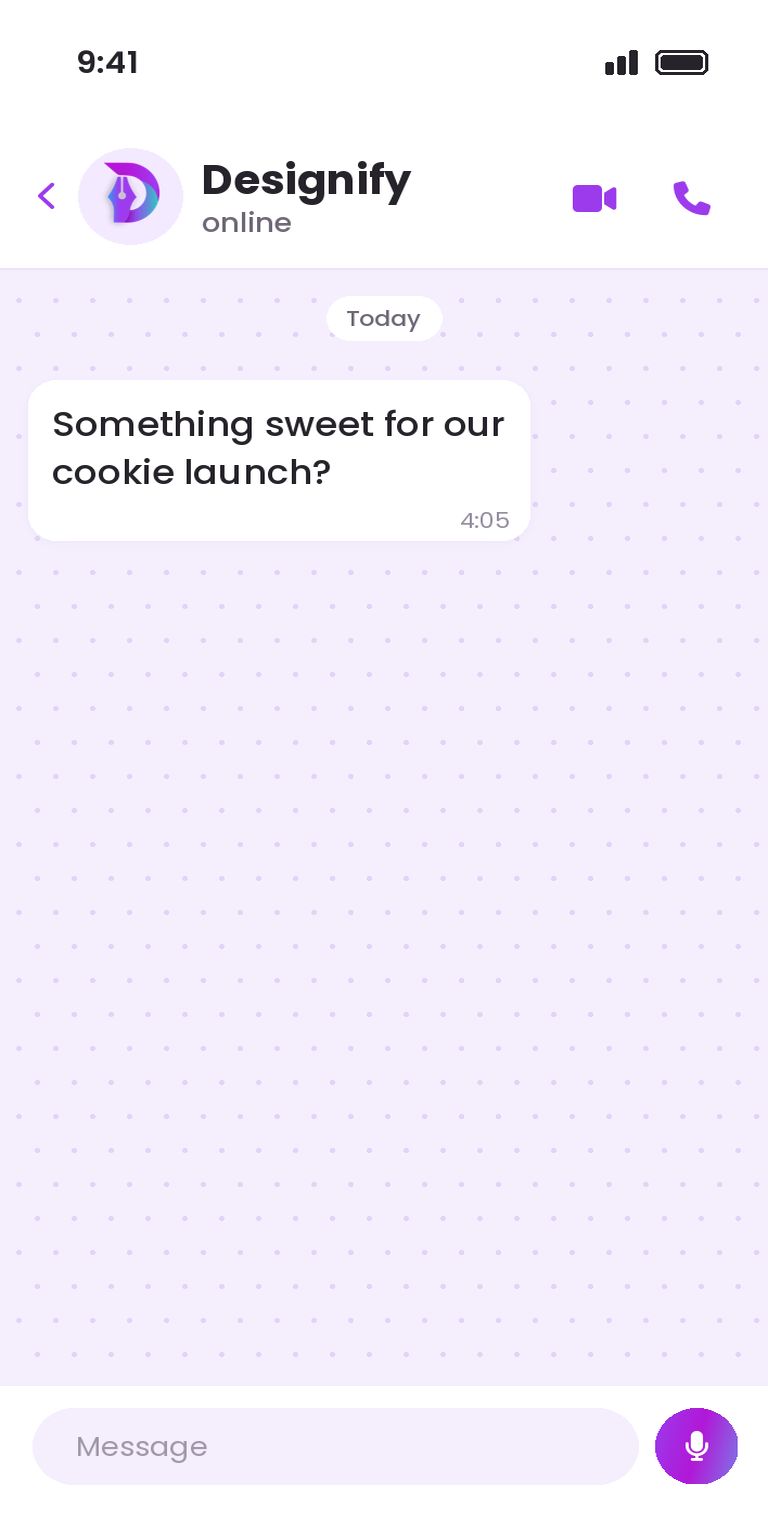 9:41
Designify
online
Today
Something sweet for our
cookie launch?
4:05
Message